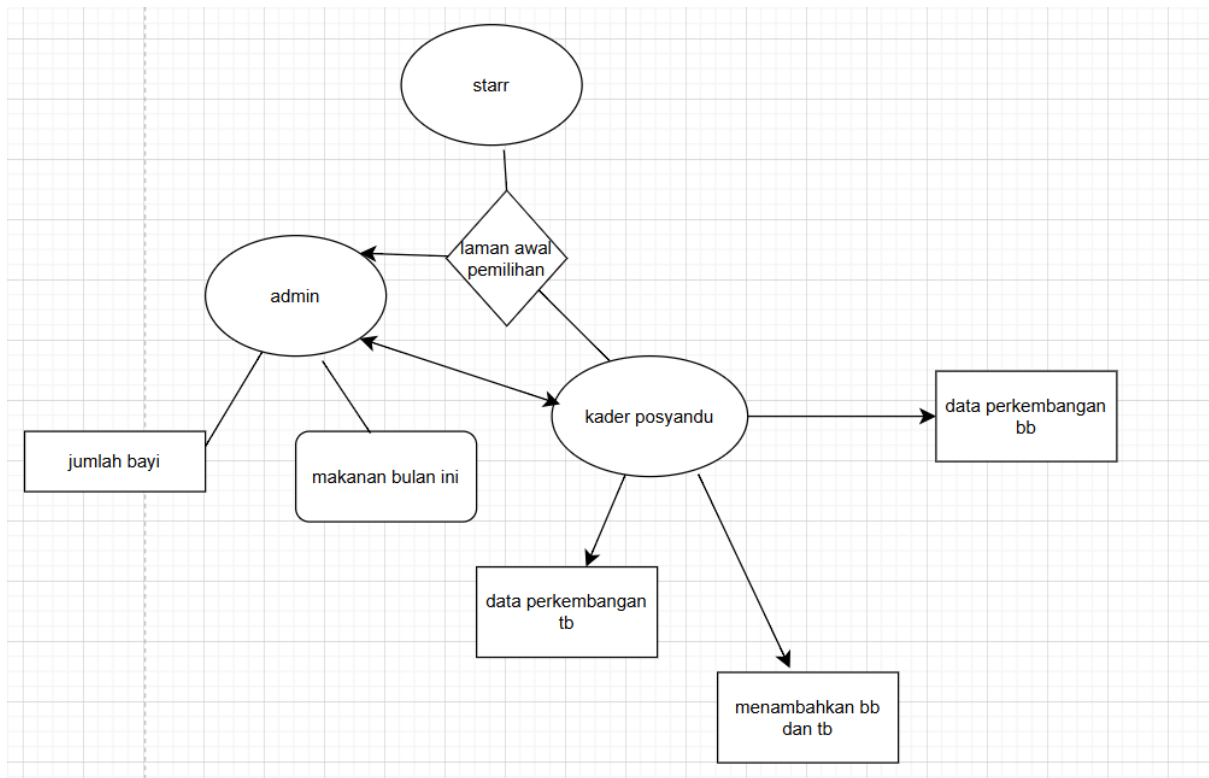 starr
laman awal
pemilihan
admin
kader posyandu
data perkembangan
bb
jumlah bayi
makanan bulan ini
data perkembangan
tb
menambahkan bb
dan tb